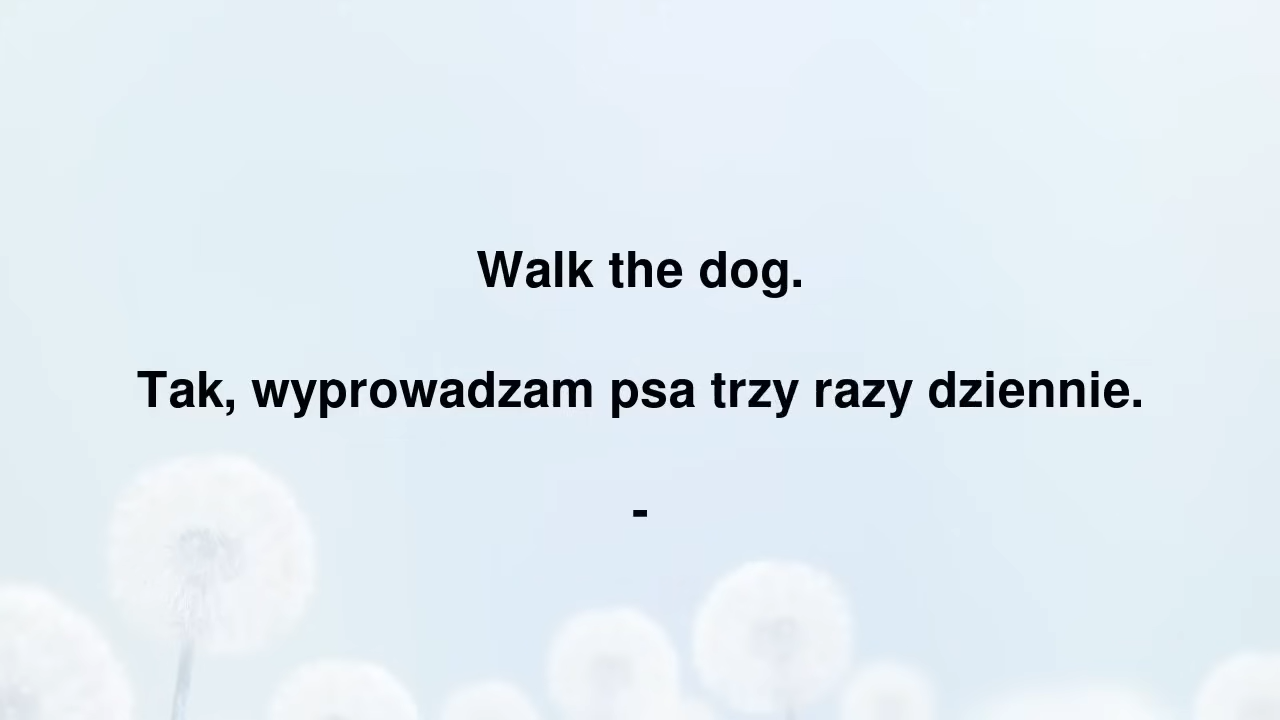 Walk the dog.
Tak, wyprowadzam psa trzy razy dziennie.
-